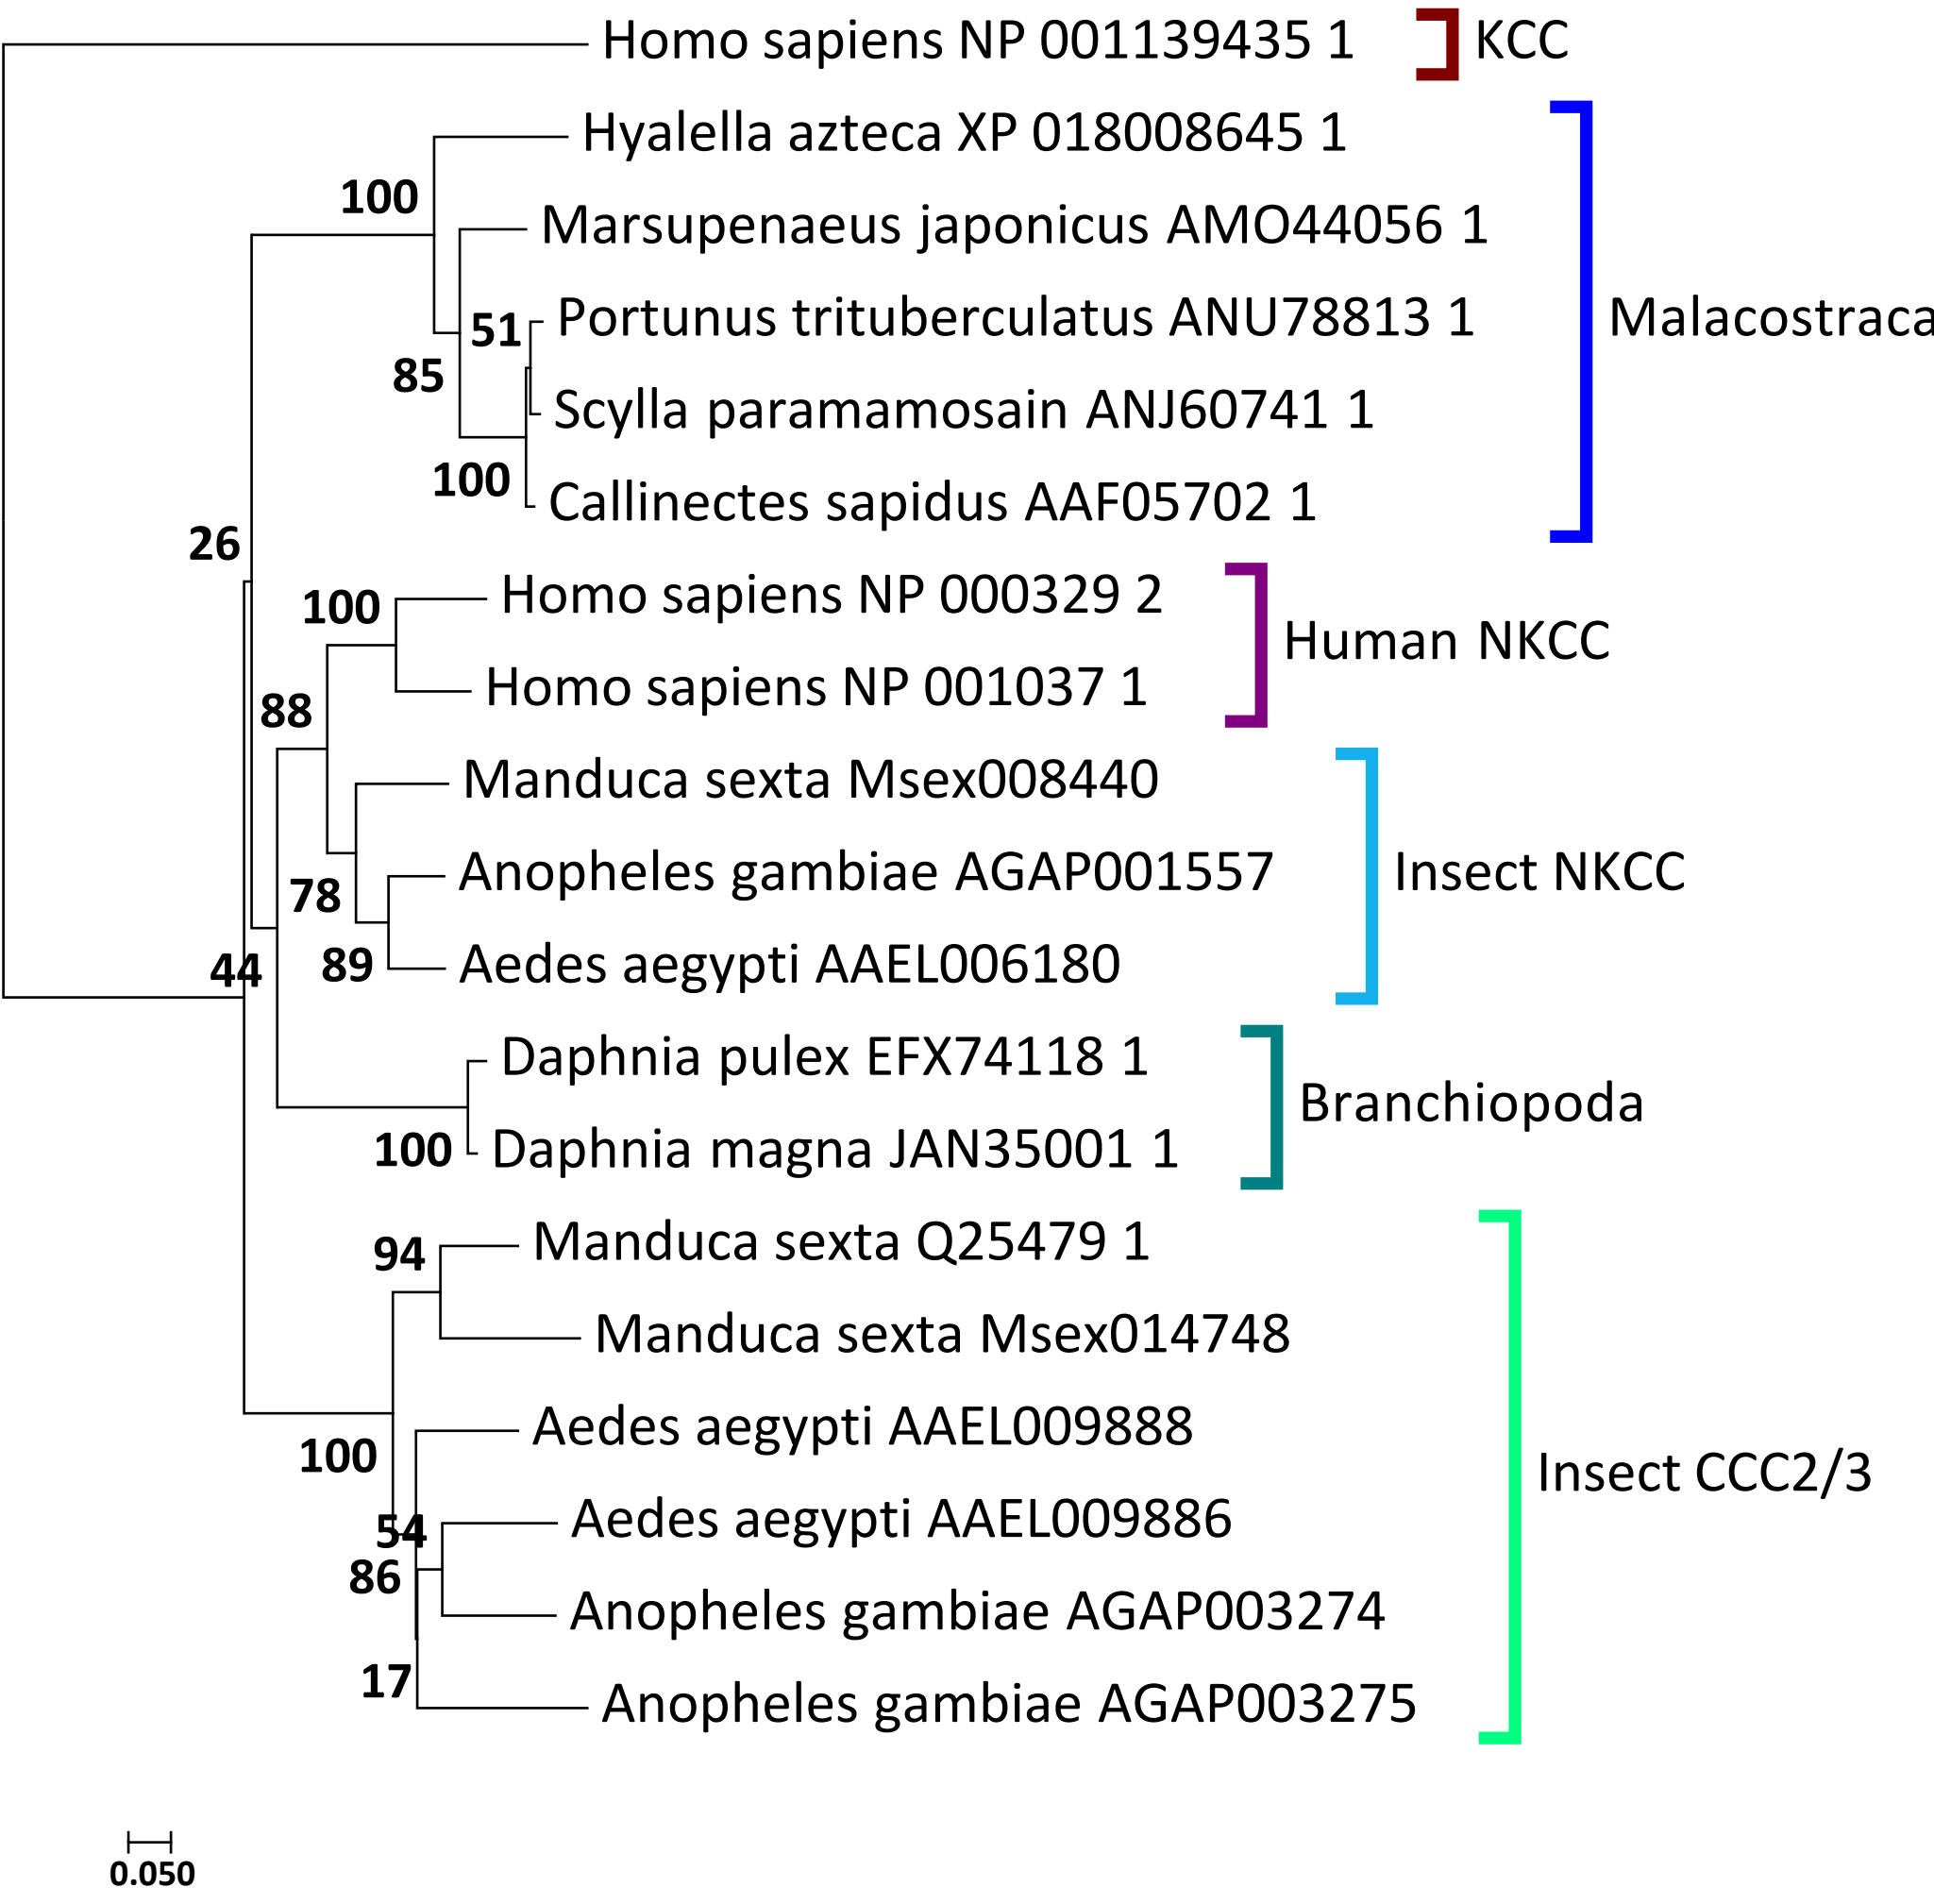 Homo sapiens NP 001139435 1
KCC
Hyalella azteca XP 018008645 1
100
Marsupenaeus japonicus AMO44056 1
Portunus trituberculatus ANU78813 1
Malacostraca
51
85
Scylla paramamosain ANJ60741 1
100
Callinectes sapidus AAF05702 1
26
Homo sapiens NP 000329 2
100
Human NKCC
Homo sapiens NP 001037 1
88
Manduca sexta Msex008440
Anopheles gambiae AGAP001557
Insect NKCC
78
Aedes aegypti AAEL006180
44
89
Daphnia pulex EFX74118 1
Branchiopoda
Daphnia magna JAN35001 1
100
Manduca sexta Q25479 1
94
Manduca sexta Msex014748
Aedes aegypti AAEL009888
100
Insect CCC2/3
Aedes aegypti AAEL009886
54
86
Anopheles gambiae AGAP003274
17
Anopheles gambiae AGAP003275
0.050